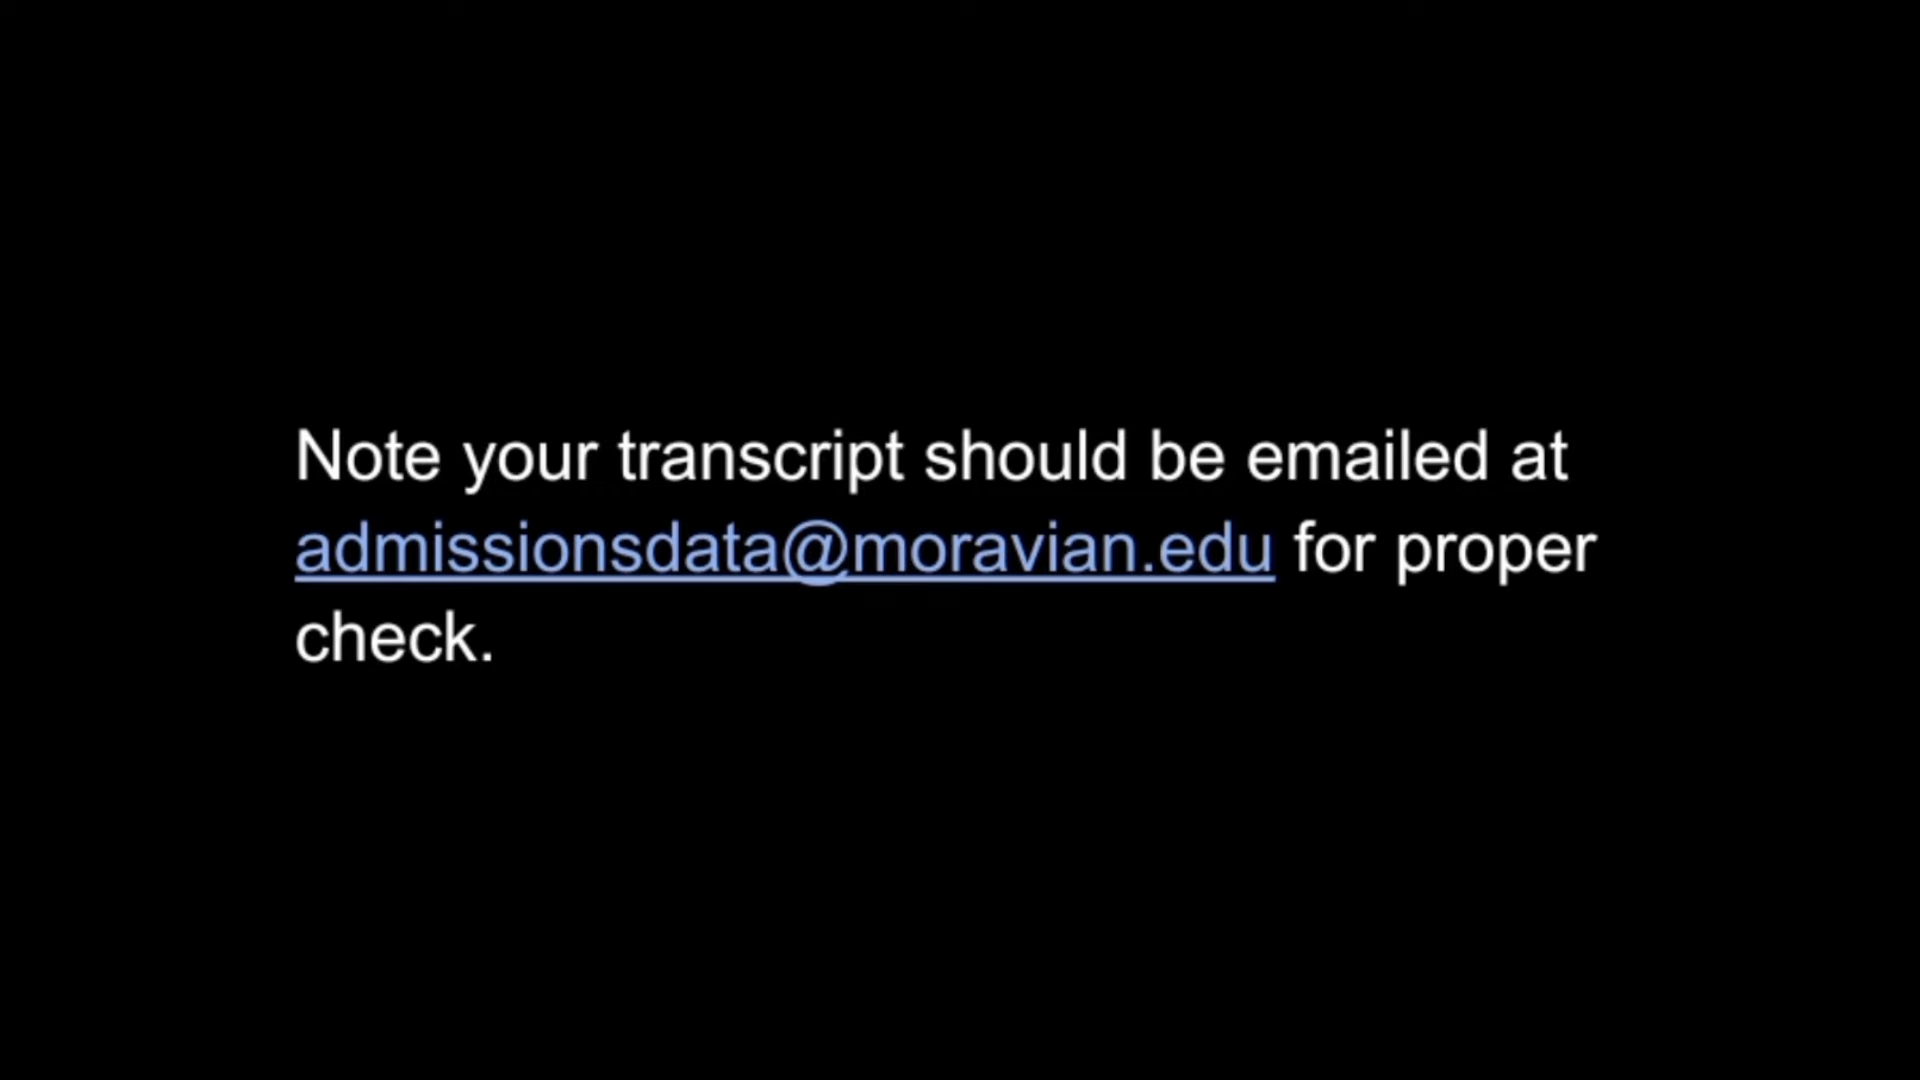 Note your transcript should be emailed at
admissionsdata@moravian.edu for proper
check.